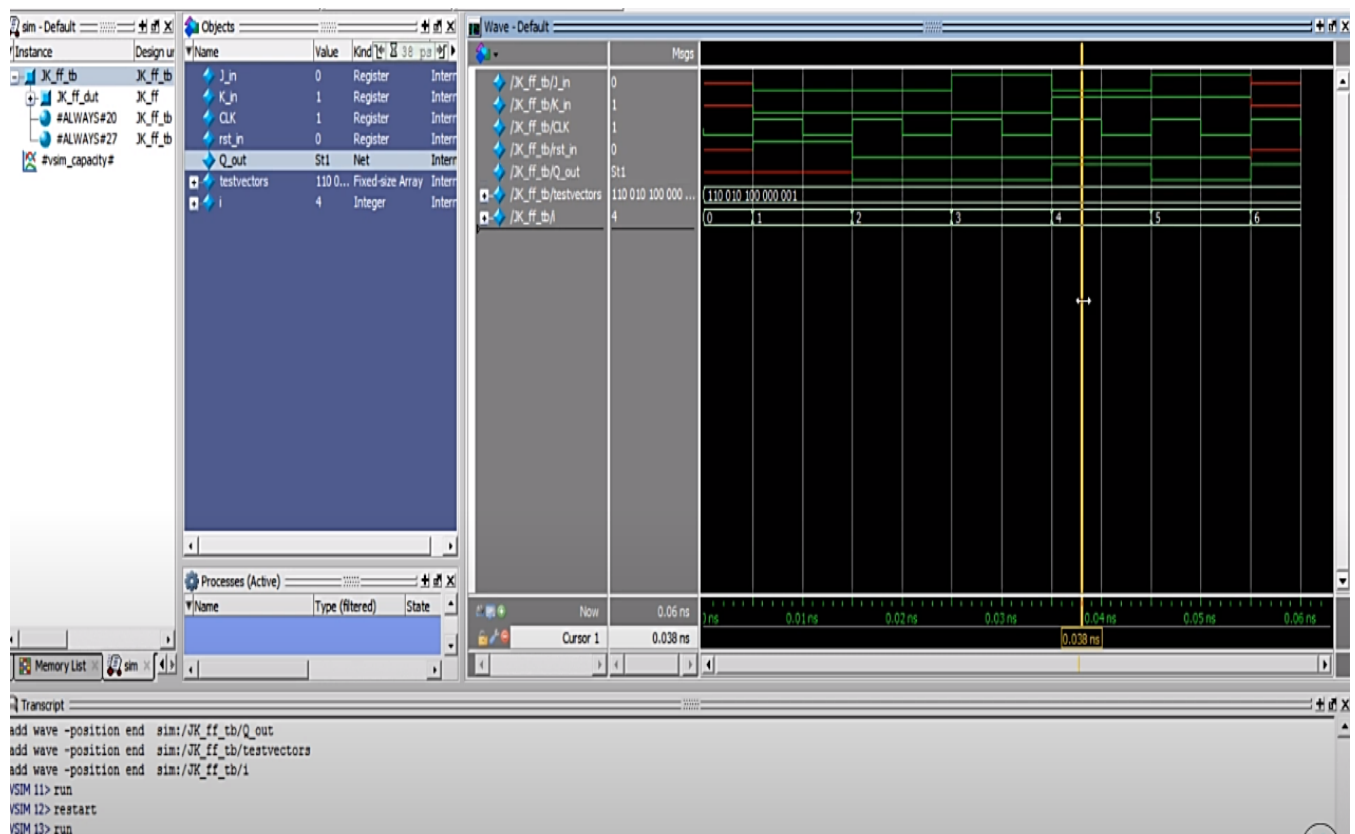 sim - Default
Instance Design ur
JK_ff_tb JK_ff_tb
JK_ff_dut JK_ff
#ALWAYS#20 JK_ff_tb
#ALWAYS#27 JK_ff_tb
#vsim_capacity#
Memory List sim
Objects
Name Value Kind 38 ps
J_in 0 Register Intern
K_in 1 Register Intern
CLK 1 Register Intern
rst_in 0 Register Intern
Q_out St1 Net Intern
testvectors 110 0... Fixed-size Array Intern
i 4 Integer Intern
Processes (Active)
Name Type (filtered) State
Wave - Default
Msgs
/JK_ff_tb/J_in 0
/JK_ff_tb/K_in 1
/JK_ff_tb/CLK 1
/JK_ff_tb/rst_in 0
/JK_ff_tb/Q_out St1
/JK_ff_tb/testvectors 110 010 100 000 ... 110 010 100 000 001
/JK_ff_tb/i 4 0 1 2 3 4 5 6
Now 0.06 ns ns 0.01 ns 0.02 ns 0.03 ns 0.04 ns 0.05 ns 0.06 ns
Cursor 1 0.038 ns 0.038 ns
Transcript
add wave -position end sim:/JK_ff_tb/Q_out
add wave -position end sim:/JK_ff_tb/testvectors
add wave -position end sim:/JK_ff_tb/i
VSIM 11> run
VSIM 12> restart
VSIM 13> run